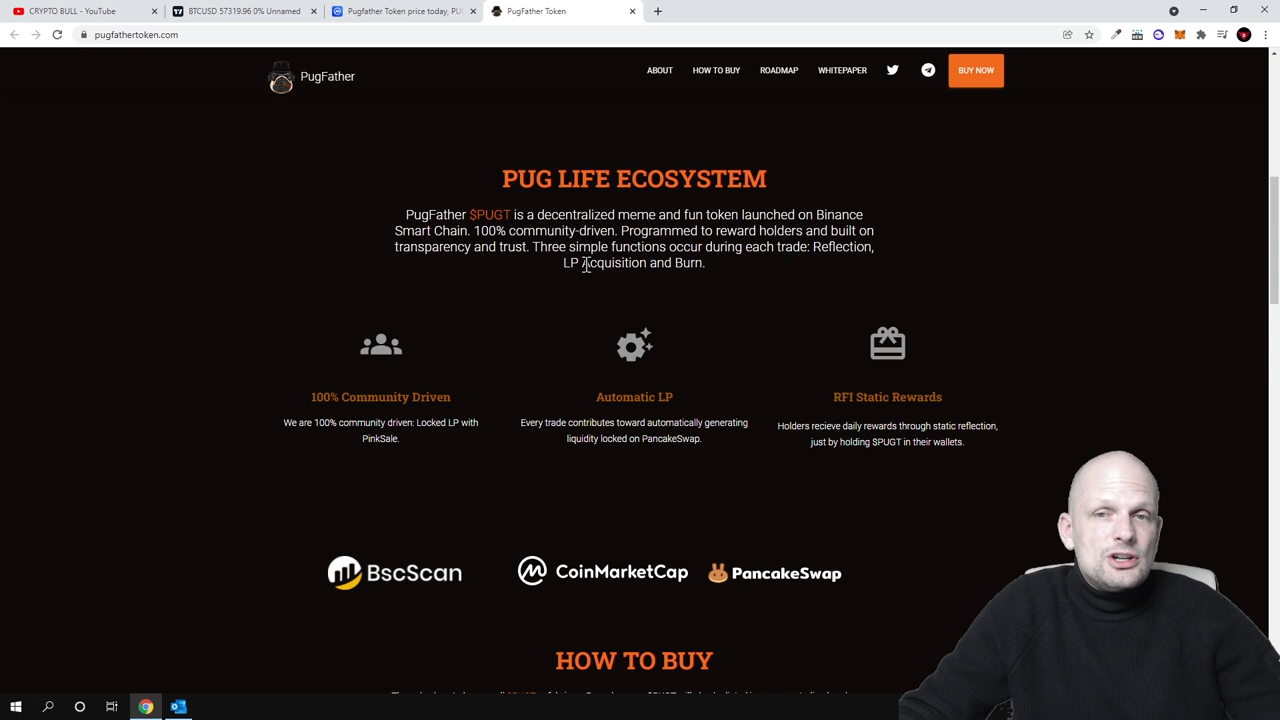 CRYPTO BULL - YouTube
BTCUSD 57319.96 0% Unnamed
Pugfather Token price today, PU
PugFather Token
pugfathertoken.com
PugFather
ABOUT
HOW TO BUY
ROADMAP
WHITEPAPER
BUY NOW
PUG LIFE ECOSYSTEM
PugFather $PUGT is a decentralized meme and fun token launched on Binance
Smart Chain. 100% community-driven. Programmed to reward holders and built on
transparency and trust. Three simple functions occur during each trade: Reflection,
LP Acquisition and Burn.
100% Community Driven
We are 100% community driven: Locked LP with
PinkSale.
Automatic LP
Every trade contributes toward automatically generating
liquidity locked on PancakeSwap.
RFI Static Rewards
Holders recieve daily rewards through static reflection,
just by holding $PUGT in their wallets.
BscScan
CoinMarketCap
PancakeSwap
HOW TO BUY